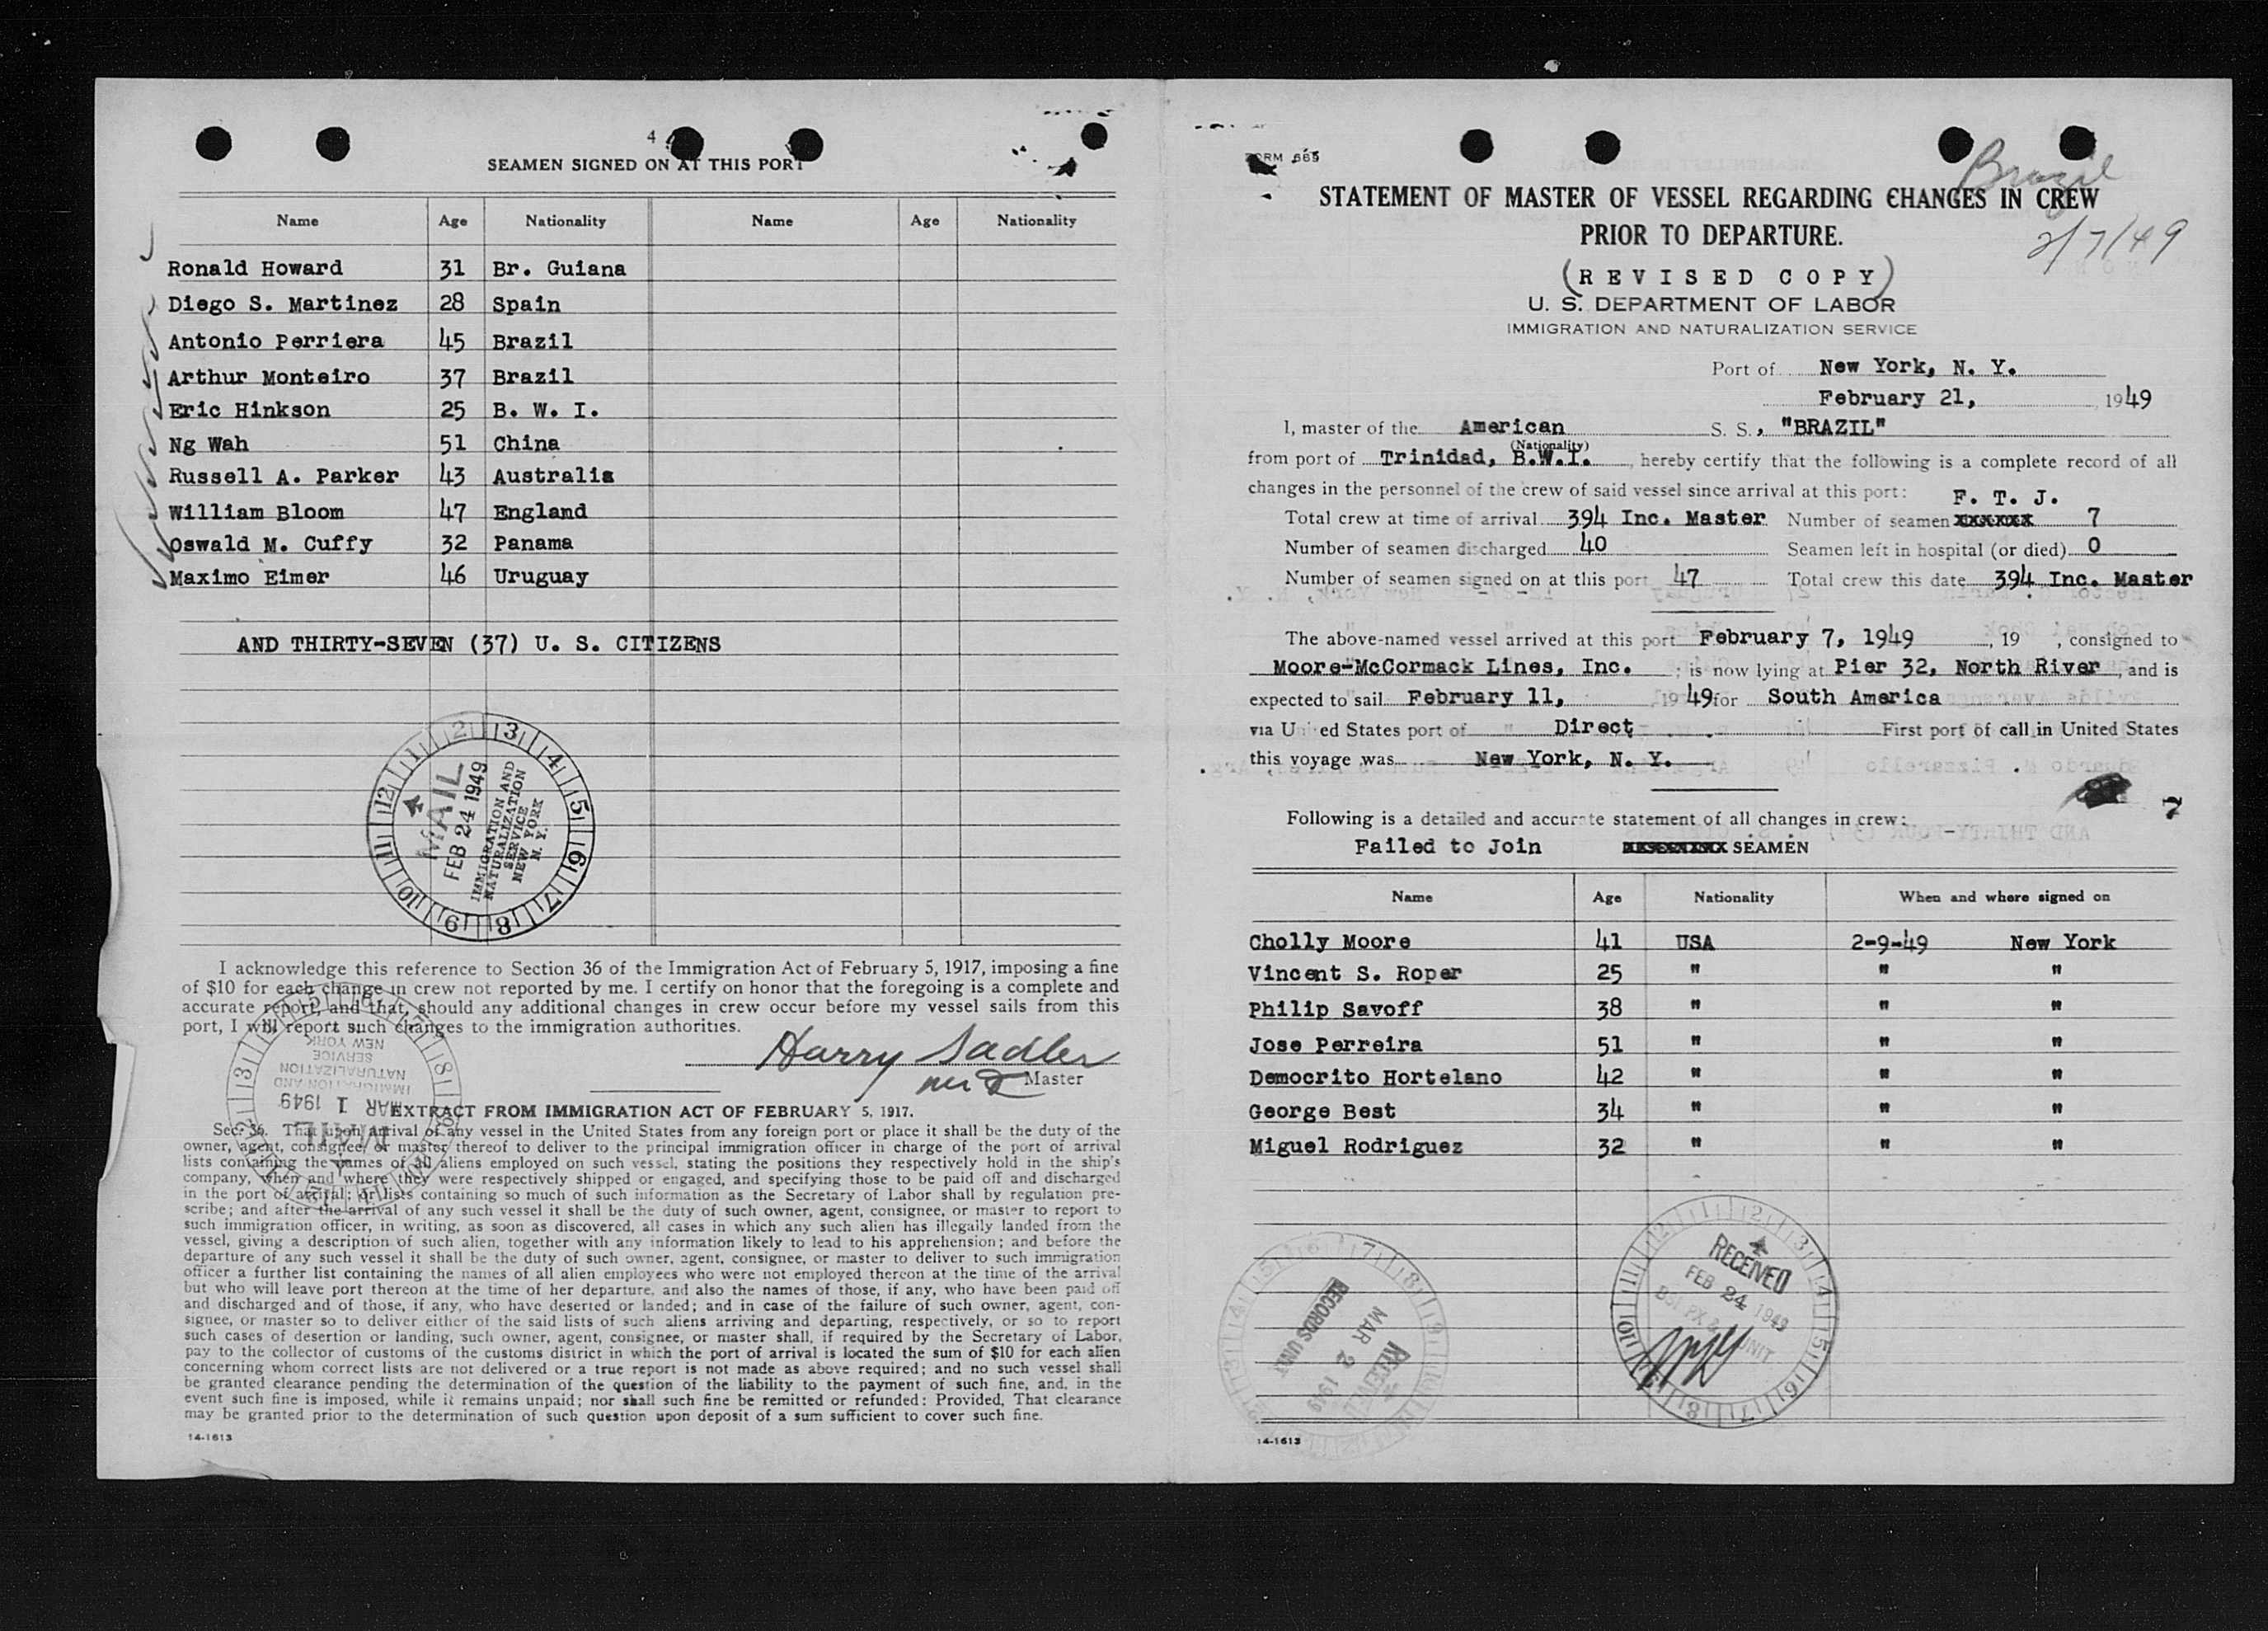 4
SEAMEN SIGNED ON AT THIS PORT
Name Age Nationality Name Age Nationality
Ronald Howard 31 Br. Guiana
Diego S. Martinez 28 Spain
Antonio Perriera 45 Brazil
Arthur Monteiro 37 Brazil
Eric Hinkson 25 B. W. I.
Ng Wah 51 China
Russell A. Parker 43 Australia
William Bloom 47 England
Oswald M. Cuffy 32 Panama
Maximo Eimer 46 Uruguay
AND THIRTY-SEVEN (37) U. S. CITIZENS
MAIL
FEB 24 1949
IMMIGRATION AND
NATURALIZATION
SERVICE
NEW YORK
N. Y.
I acknowledge this reference to Section 36 of the Immigration Act of February 5, 1917, imposing a fine
of $10 for each change in crew not reported by me. I certify on honor that the foregoing is a complete and
accurate report, and that, should any additional changes in crew occur before my vessel sails from this
port, I will report such changes to the immigration authorities.
Harry Sadler
Master
MAIL
MAR 1 1949
IMMIGRATION AND
NATURALIZATION
SERVICE
NEW YORK
EXTRACT FROM IMMIGRATION ACT OF FEBRUARY 5, 1917.
Sec. 36. That upon arrival of any vessel in the United States from any foreign port or place it shall be the duty of the
owner, agent, consignee, or master thereof to deliver to the principal immigration officer in charge of the port of arrival
lists containing the names of all aliens employed on such vessel, stating the positions they respectively hold in the ship's
company, when and where they were respectively shipped or engaged, and specifying those to be paid off and discharged
in the port of arrival; or lists containing so much of such information as the Secretary of Labor shall by regulation pre-
scribe; and after the arrival of any such vessel it shall be the duty of such owner, agent, consignee, or master to report to
such immigration officer, in writing, as soon as discovered, all cases in which any such alien has illegally landed from the
vessel, giving a description of such alien, together with any information likely to lead to his apprehension; and before the
departure of any such vessel it shall be the duty of such owner, agent, consignee, or master to deliver to such immigration
officer a further list containing the names of all alien employees who were not employed thereon at the time of the arrival
but who will leave port thereon at the time of her departure, and also the names of those, if any, who have been paid off
and discharged and of those, if any, who have deserted or landed; and in case of the failure of such owner, agent, con-
signee, or master so to deliver either of the said lists of such aliens arriving and departing, respectively, or so to report
such cases of desertion or landing, such owner, agent, consignee, or master shall, if required by the Secretary of Labor,
pay to the collector of customs of the customs district in which the port of arrival is located the sum of $10 for each alien
concerning whom correct lists are not delivered or a true report is not made as above required; and no such vessel shall
be granted clearance pending the determination of the question of the liability to the payment of such fine, and, in the
event such fine is imposed, while it remains unpaid; nor shall such fine be remitted or refunded: Provided, That clearance
may be granted prior to the determination of such question upon deposit of a sum sufficient to cover such fine.
14-1613
FORM 685
Brazil
2/7/49
STATEMENT OF MASTER OF VESSEL REGARDING CHANGES IN CREW
PRIOR TO DEPARTURE.
(REVISED COPY)
U. S. DEPARTMENT OF LABOR
IMMIGRATION AND NATURALIZATION SERVICE
Port of New York, N. Y.
February 21, 1949
I, master of the American S. S., "BRAZIL"
(Nationality)
from port of Trinidad, B.W.I., hereby certify that the following is a complete record of all
changes in the personnel of the crew of said vessel since arrival at this port:
F. T. J.
Total crew at time of arrival 394 Inc. Master Number of seamen xxxxxxx 7
Number of seamen discharged 40 Seamen left in hospital (or died) 0
Number of seamen signed on at this port 47 Total crew this date 394 Inc. Master
The above-named vessel arrived at this port February 7, 1949, 19 , consigned to
Moore-McCormack Lines, Inc. ; is now lying at Pier 32, North River, and is
expected to sail February 11, 1949 for South America
via United States port of Direct First port of call in United States
this voyage was New York, N. Y.
7
Following is a detailed and accurate statement of all changes in crew:
Failed to Join SEAMEN
Name Age Nationality When and where signed on
Cholly Moore 41 USA 2-9-49 New York
Vincent S. Roper 25 " " "
Philip Savoff 38 " " "
Jose Perreira 51 " " "
Democrito Hortelano 42 " " "
George Best 34 " " "
Miguel Rodriguez 32 " " "
RECEIVED
FEB 24 1949
UNIT
RECEIVED
MAR 2 1949
RECORDS UNIT
14-1613